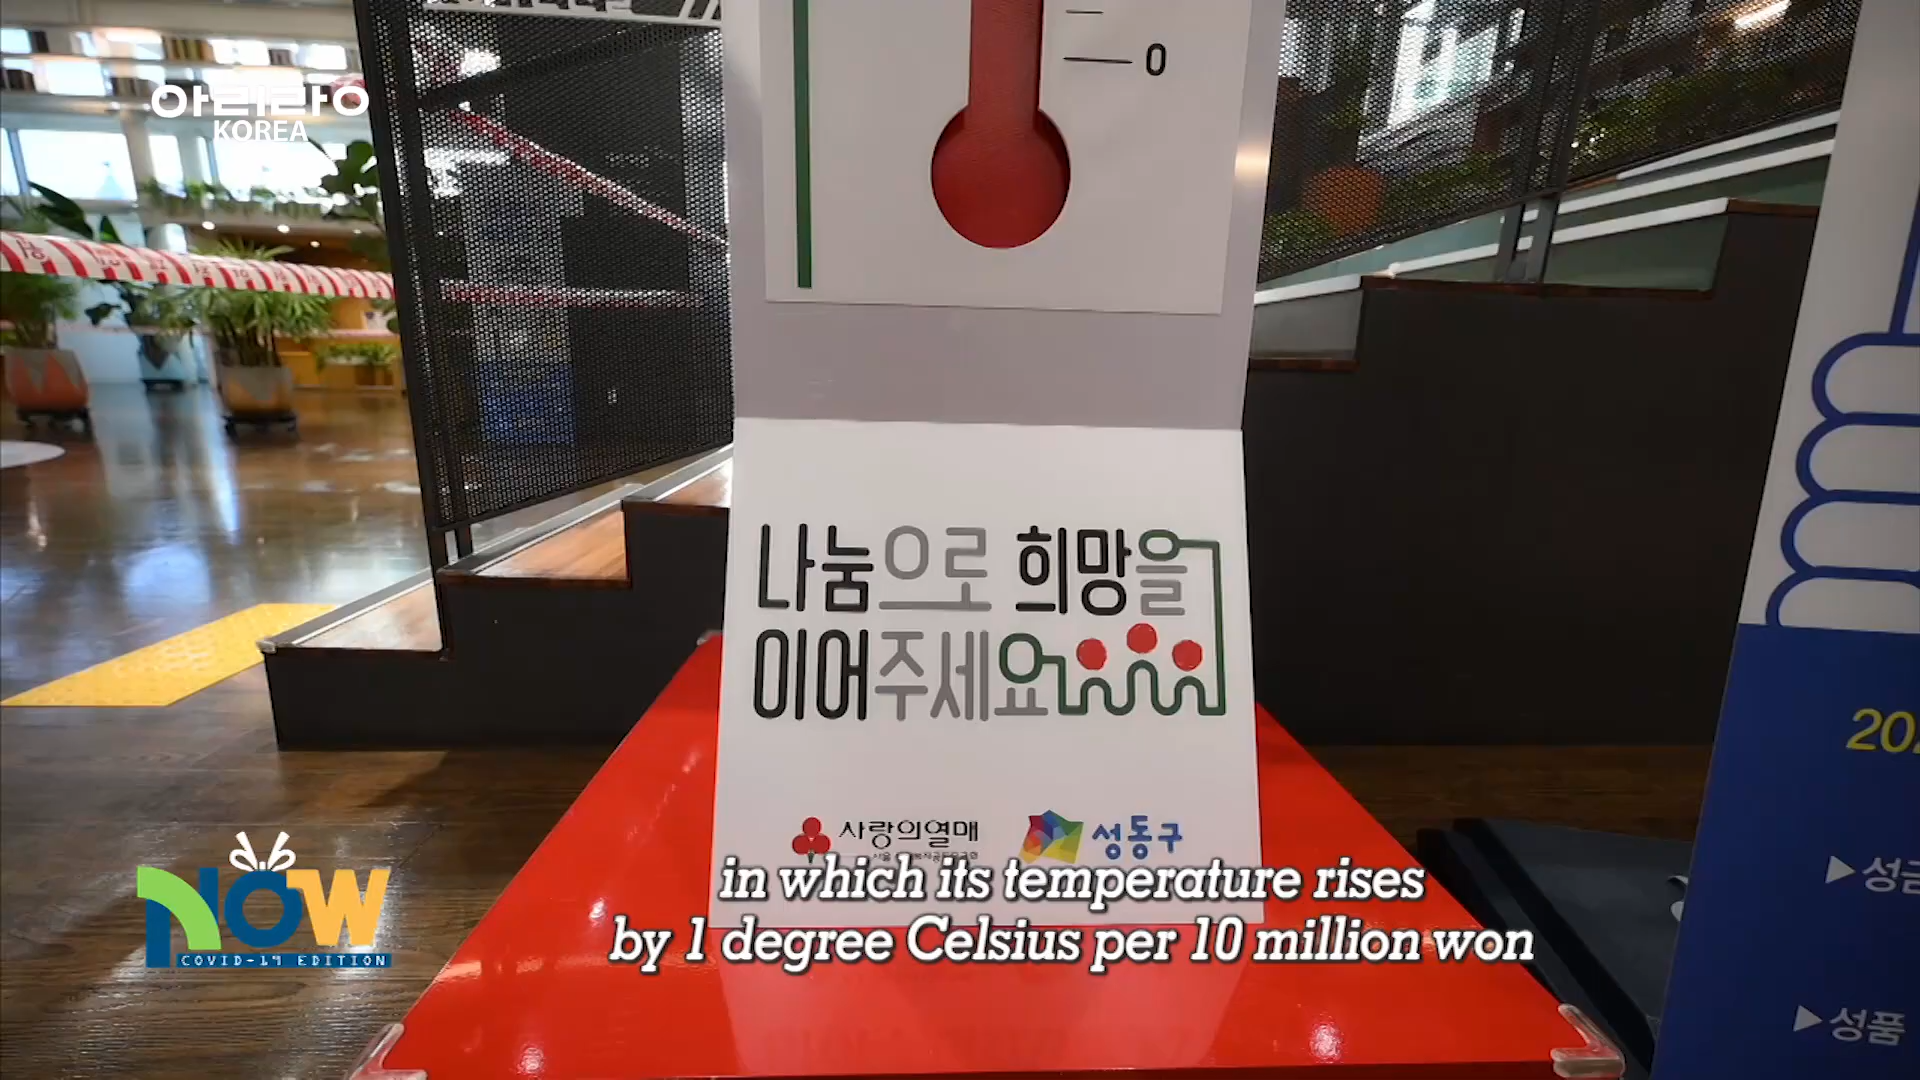 아리랑
KOREA
0
나눔으로 희망을
이어주세요
사랑의열매
성동구
202
▶성금
▶성품
NOW
COVID-19 EDITION
in which its temperature rises
by 1 degree Celsius per 10 million won